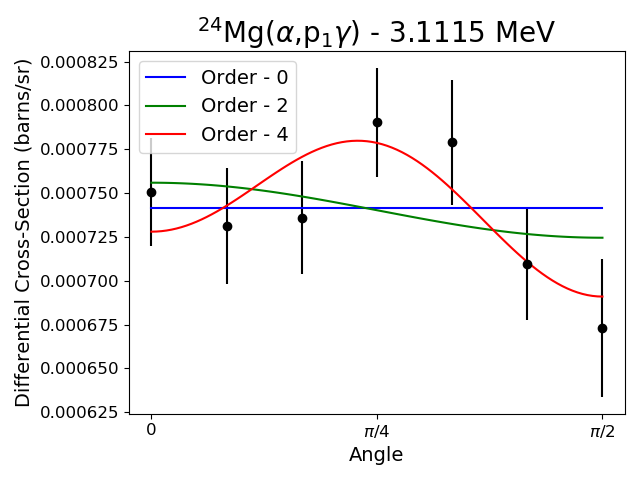 ²⁴Mg(α,p₁γ) - 3.1115 MeV
Differential Cross-Section (barns/sr)
0.000825
0.000800
0.000775
0.000750
0.000725
0.000700
0.000675
0.000650
0.000625
Order - 0
Order - 2
Order - 4
0
π/4
π/2
Angle